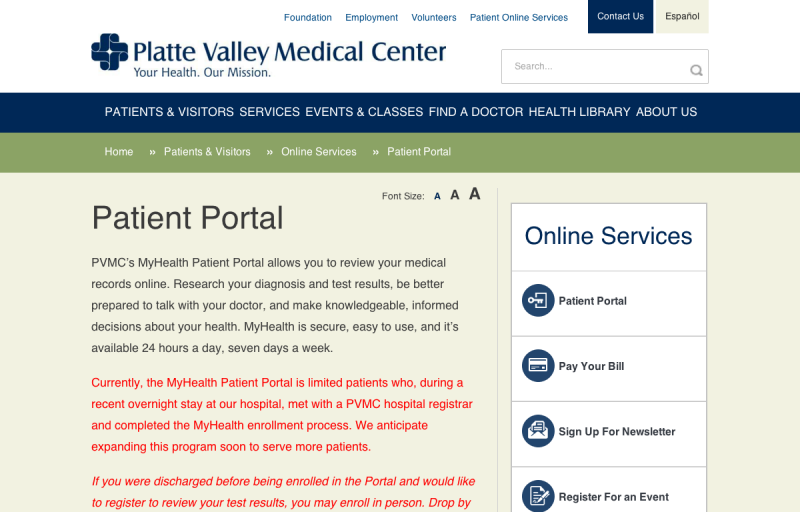 Foundation Employment Volunteers Patient Online Services Contact Us Español
Platte Valley Medical Center
Your Health. Our Mission.
Search...
PATIENTS & VISITORS SERVICES EVENTS & CLASSES FIND A DOCTOR HEALTH LIBRARY ABOUT US
Home » Patients & Visitors » Online Services » Patient Portal
Font Size: A A A
Patient Portal
PVMC's MyHealth Patient Portal allows you to review your medical
records online. Research your diagnosis and test results, be better
prepared to talk with your doctor, and make knowledgeable, informed
decisions about your health. MyHealth is secure, easy to use, and it's
available 24 hours a day, seven days a week.
Currently, the MyHealth Patient Portal is limited patients who, during a
recent overnight stay at our hospital, met with a PVMC hospital registrar
and completed the MyHealth enrollment process. We anticipate
expanding this program soon to serve more patients.
If you were discharged before being enrolled in the Portal and would like
to register to review your test results, you may enroll in person. Drop by
Online Services
Patient Portal
Pay Your Bill
Sign Up For Newsletter
Register For an Event